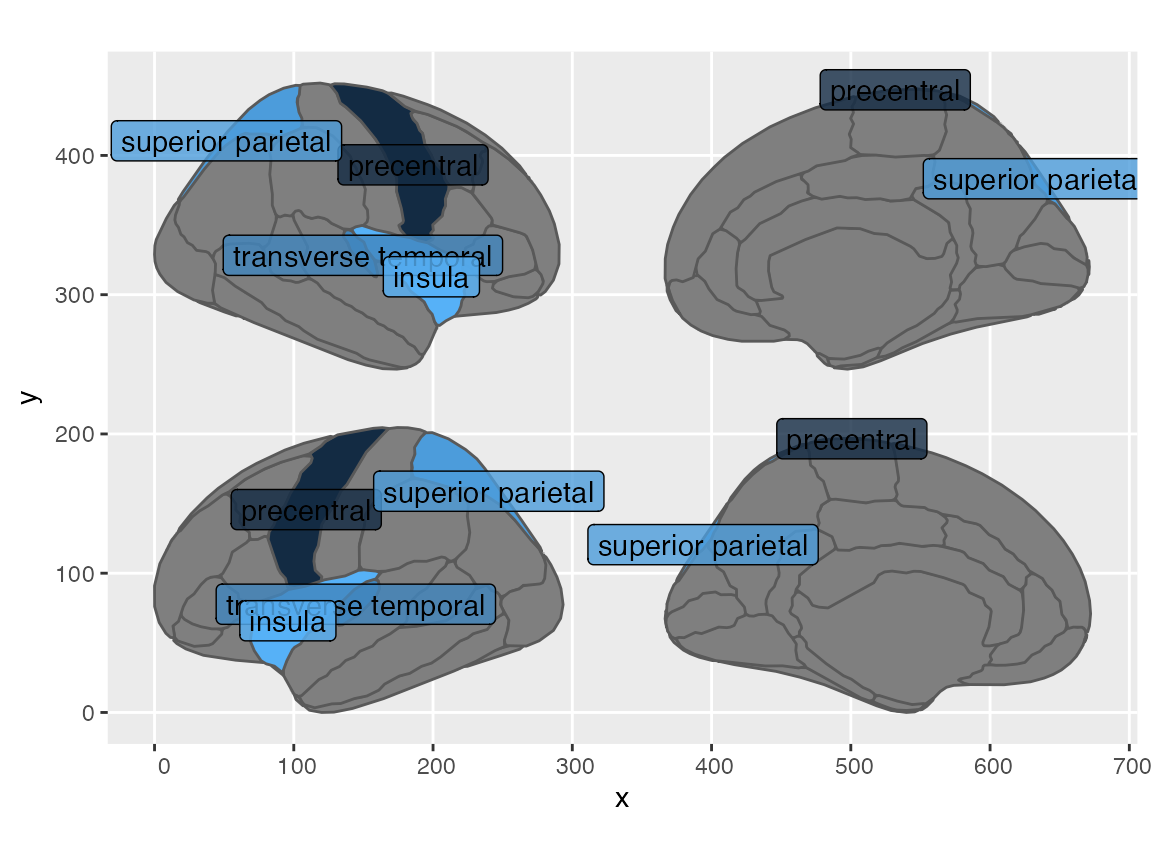 precentral
superior parietal
precentral
superior parieta
transverse temporal
insula
400
300
200
100
0
y
precentral
superior parietal
precentral
superior parietal
transverse temporal
insula
0
100
200
300
400
500
600
700
x